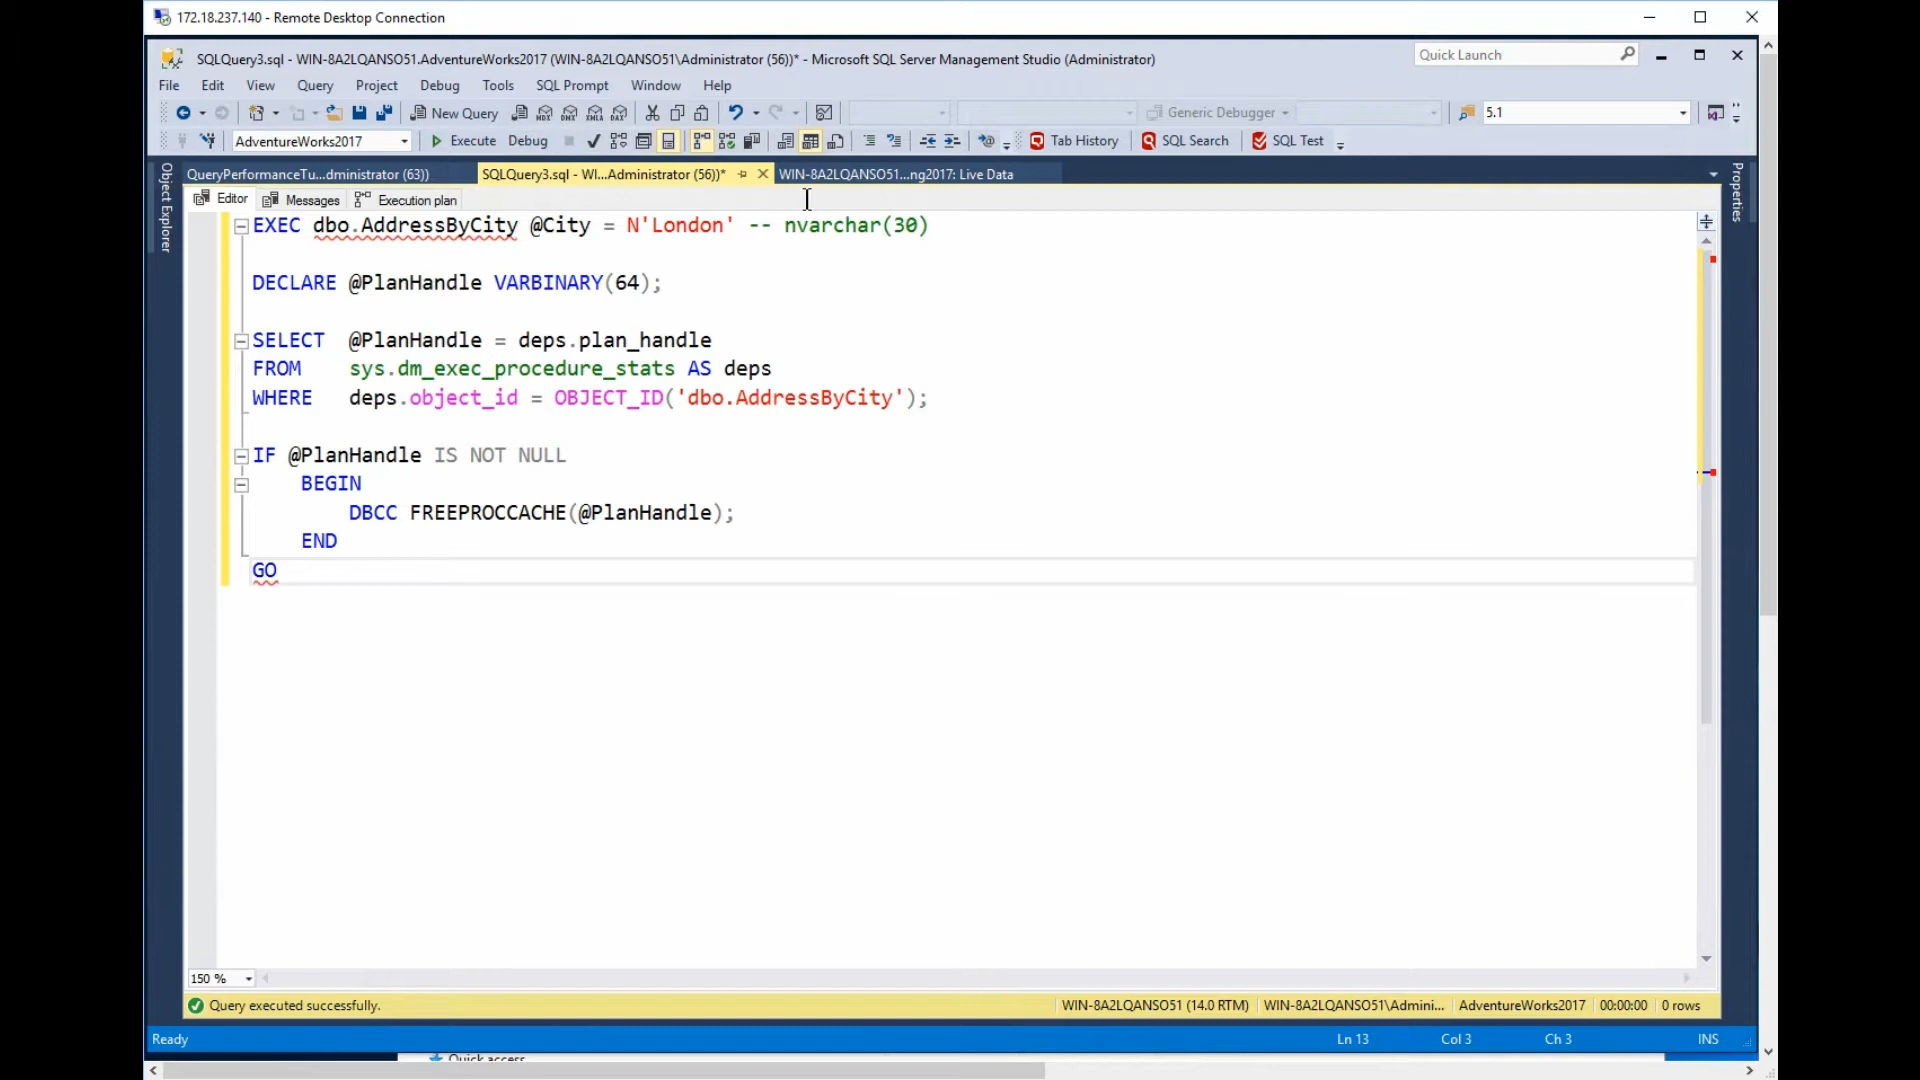 172.18.237.140 - Remote Desktop Connection
SQLQuery3.sql - WIN-8A2LQANSO51.AdventureWorks2017 (WIN-8A2LQANSO51\Administrator (56))* - Microsoft SQL Server Management Studio (Administrator)
Quick Launch
File Edit View Query Project Debug Tools SQL Prompt Window Help
New Query MDX DMX XMLA DAX Generic Debugger 5.1
AdventureWorks2017 Execute Debug Tab History SQL Search SQL Test
QueryPerformanceTu...dministrator (63)) SQLQuery3.sql - WI...Administrator (56))* WIN-8A2LQANSO51...ng2017: Live Data
Object Explorer
Properties
Editor Messages Execution plan
EXEC dbo.AddressByCity @City = N'London' -- nvarchar(30)
DECLARE @PlanHandle VARBINARY(64);
SELECT @PlanHandle = deps.plan_handle
FROM sys.dm_exec_procedure_stats AS deps
WHERE deps.object_id = OBJECT_ID('dbo.AddressByCity');
IF @PlanHandle IS NOT NULL
BEGIN
DBCC FREEPROCCACHE(@PlanHandle);
END
GO
150 %
Query executed successfully. WIN-8A2LQANSO51 (14.0 RTM) WIN-8A2LQANSO51\Admini... AdventureWorks2017 00:00:00 0 rows
Ready Ln 13 Col 3 Ch 3 INS
Quick access